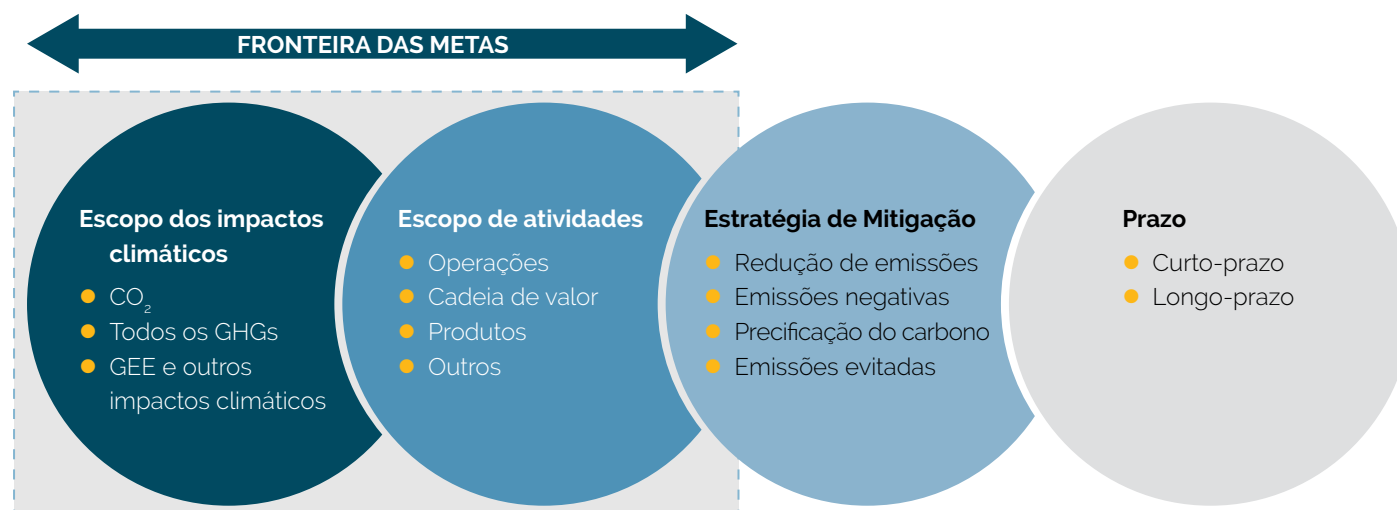 FRONTEIRA DAS METAS
Escopo dos impactos
climáticos
CO₂
Todos os GHGs
GEE e outros
impactos climáticos
Escopo de atividades
Operações
Cadeia de valor
Produtos
Outros
Estratégia de Mitigação
Redução de emissões
Emissões negativas
Precificação do carbono
Emissões evitadas
Prazo
Curto-prazo
Longo-prazo